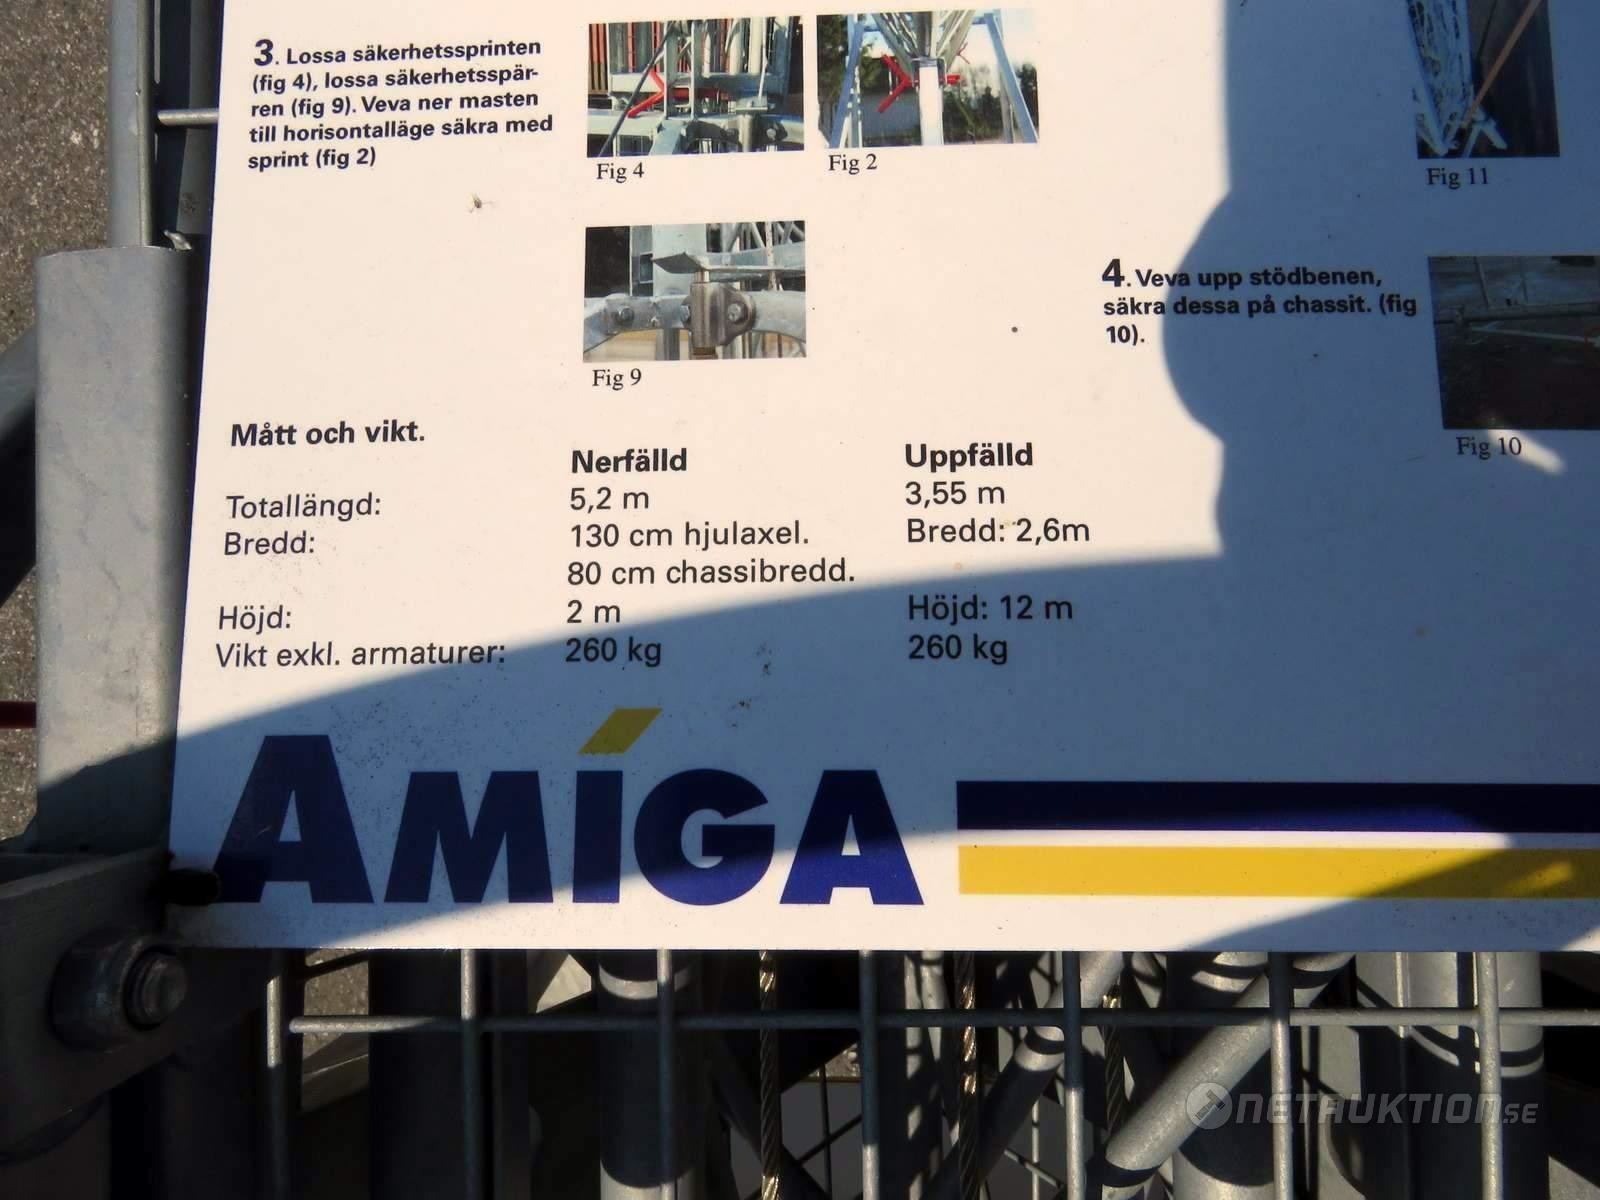 3. Lossa säkerhetssprinten
(fig 4), lossa säkerhetsspär-
ren (fig 9). Veva ner masten
till horisontalläge säkra med
sprint (fig 2)
Fig 4
Fig 2
Fig 11
Fig 9
4. Veva upp stödbenen,
säkra dessa på chassit. (fig
10).
Fig 10
Mått och vikt.
Nerfälld Uppfälld
Totallängd: 5,2 m 3,55 m
Bredd: 130 cm hjulaxel. Bredd: 2,6m
80 cm chassibredd.
Höjd: 2 m Höjd: 12 m
Vikt exkl. armaturer: 260 kg 260 kg
AMIGA
NETAUKTION.SE